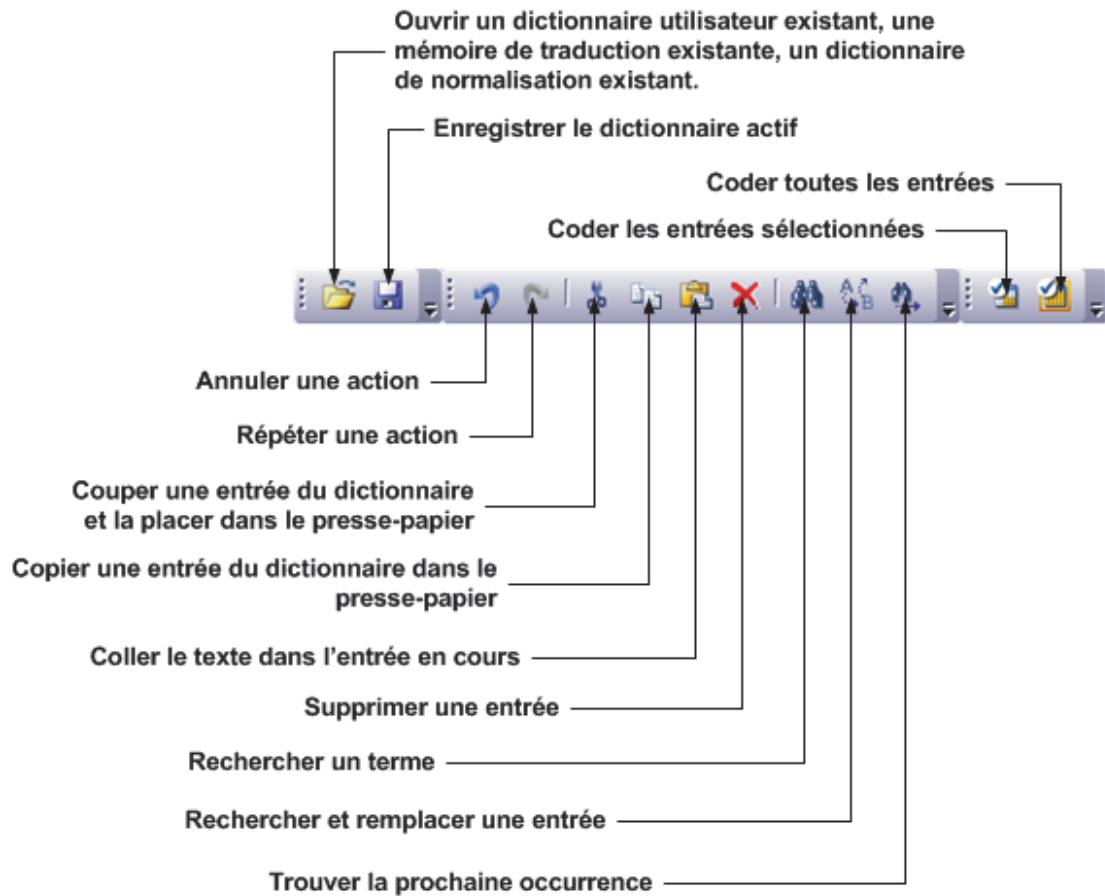 Ouvrir un dictionnaire utilisateur existant, une
mémoire de traduction existante, un dictionnaire
de normalisation existant.
Enregistrer le dictionnaire actif
Coder toutes les entrées
Coder les entrées sélectionnées
A
B
Annuler une action
Répéter une action
Couper une entrée du dictionnaire
et la placer dans le presse-papier
Copier une entrée du dictionnaire dans le
presse-papier
Coller le texte dans l'entrée en cours
Supprimer une entrée
Rechercher un terme
Rechercher et remplacer une entrée
Trouver la prochaine occurrence